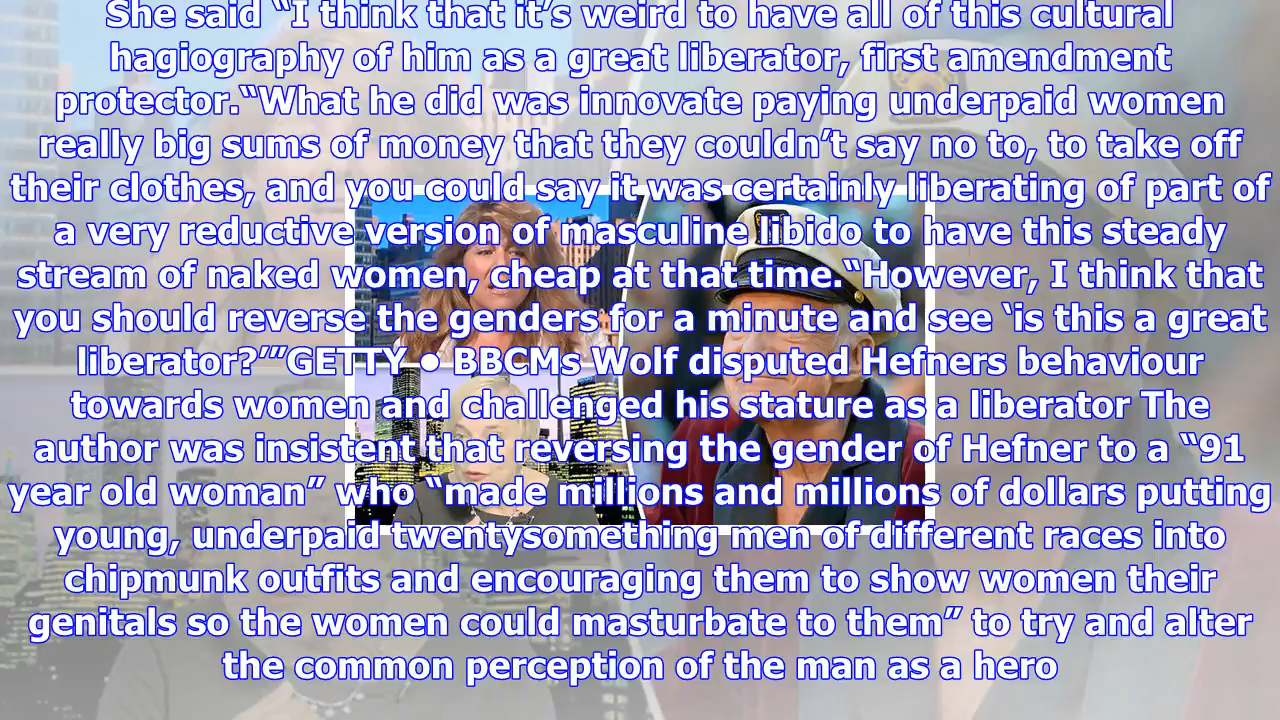 She said “I think that it’s weird to have all of this cultural
hagiography of him as a great liberator, first amendment
protector.“What he did was innovate paying underpaid women
really big sums of money that they couldn’t say no to, to take off
their clothes, and you could say it was certainly liberating of part of
a very reductive version of masculine libido to have this steady
stream of naked women, cheap at that time.“However, I think that
you should reverse the genders for a minute and see ‘is this a great
liberator?’”GETTY • BBCMs Wolf disputed Hefners behaviour
towards women and challenged his stature as a liberator The
author was insistent that reversing the gender of Hefner to a “91
year old woman” who “made millions and millions of dollars putting
young, underpaid twentysomething men of different races into
chipmunk outfits and encouraging them to show women their
genitals so the women could masturbate to them” to try and alter
the common perception of the man as a hero